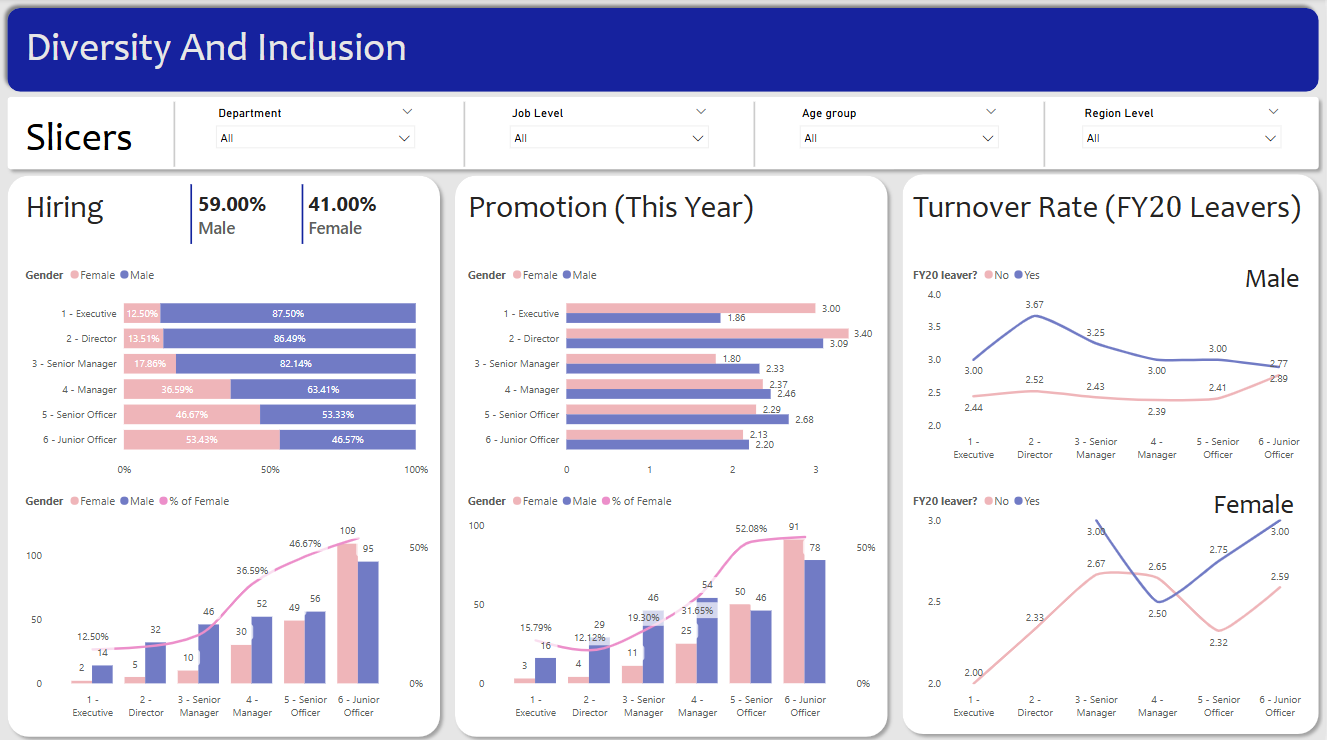 Diversity And Inclusion
Slicers
Department
All
Job Level
All
Age group
All
Region Level
All
Hiring
59.00%
Male
41.00%
Female
Gender Female Male
1 - Executive 12.50% 87.50%
2 - Director 13.51% 86.49%
3 - Senior Manager 17.86% 82.14%
4 - Manager 36.59% 63.41%
5 - Senior Officer 46.67% 53.33%
6 - Junior Officer 53.43% 46.57%
0% 50% 100%
Gender Female Male % of Female
109
50%
46.67% 95
100
36.59%
46 52 49 56
50
12.50% 32 30
14
2 5 10
0 0%
1 - 2 - 3 - Senior 4 - 5 - Senior 6 - Junior
Executive Director Manager Manager Officer Officer
Promotion (This Year)
Gender Female Male
1 - Executive 3.00
1.86
2 - Director 3.40
3.09
3 - Senior Manager 1.80
2.33
4 - Manager 2.37
2.46
5 - Senior Officer 2.29
2.68
6 - Junior Officer 2.13
2.20
0 1 2 3
Gender Female Male % of Female
100 52.08% 91
78 50%
50 46 54 50 46
15.79% 29 19.30% 31.65%
16 12.12% 25
3 4 11
0 0%
1 - 2 - 3 - Senior 4 - 5 - Senior 6 - Junior
Executive Director Manager Manager Officer Officer
Turnover Rate (FY20 Leavers)
FY20 leaver? No Yes
Male
4.0
3.67
3.5
3.25
3.0 3.00 3.00 3.00 2.77
2.89
2.5 2.44 2.52 2.43 2.39 2.41
2.0
1 - 2 - 3 - Senior 4 - 5 - Senior 6 - Junior
Executive Director Manager Manager Officer Officer
FY20 leaver? No Yes
Female
3.0
3.00 3.00
2.67 2.65 2.75
2.59
2.5
2.33 2.50 2.32
2.00
2.0
1 - 2 - 3 - Senior 4 - 5 - Senior 6 - Junior
Executive Director Manager Manager Officer Officer